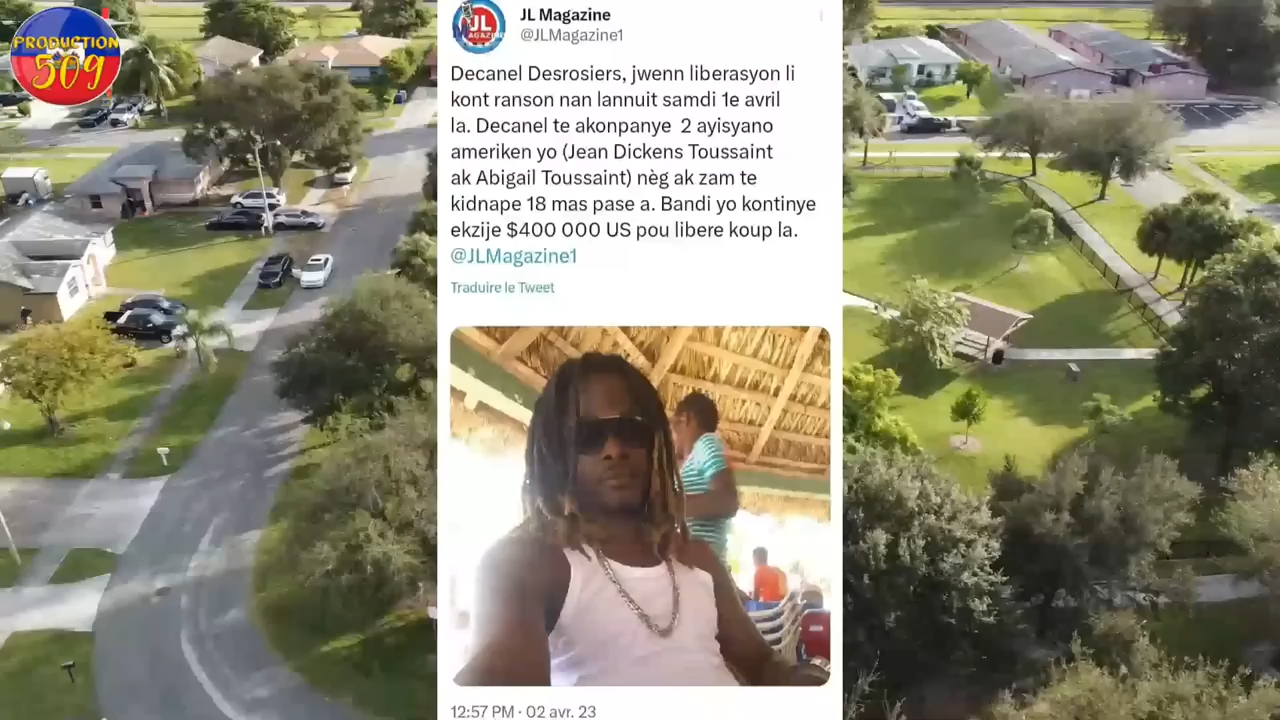 PRODUCTION
509
JL
MAGAZINE
JL Magazine
@JLMagazine1
Decanel Desrosiers, jwenn liberasyon li
kont ranson nan lannuit samdi 1e avril
la. Decanel te akonpanye 2 ayisyano
ameriken yo (Jean Dickens Toussaint
ak Abigail Toussaint) nèg ak zam te
kidnape 18 mas pase a. Bandi yo kontinye
ekzije $400 000 US pou libere koup la.
@JLMagazine1
Traduire le Tweet
12:57 PM · 02 avr. 23